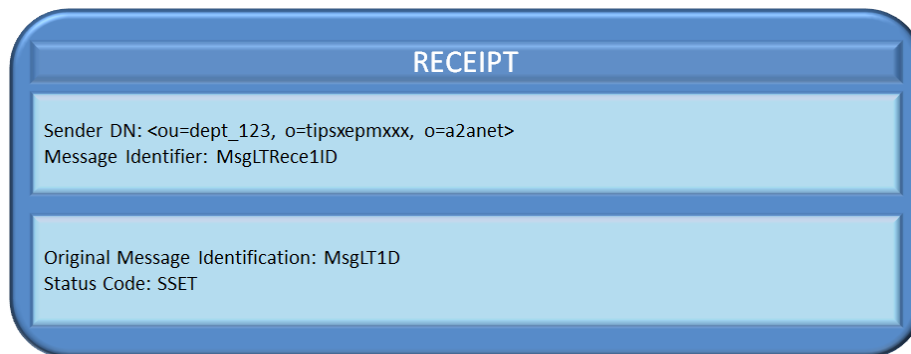 RECEIPT
Sender DN: <ou=dept_123, o=tipsxepmxxx, o=a2anet>
Message Identifier: MsgLTRece1ID
Original Message Identification: MsgLT1D
Status Code: SSET